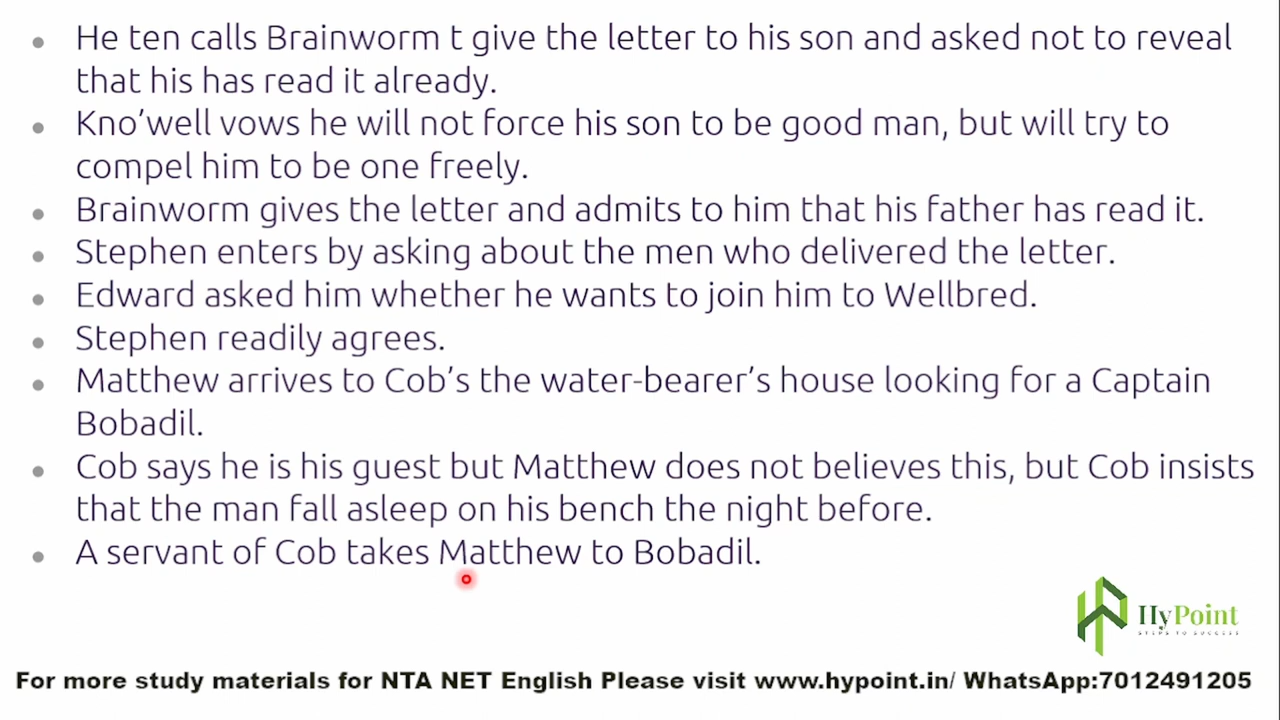 He ten calls Brainworm t give the letter to his son and asked not to reveal
that his has read it already.
Kno'well vows he will not force his son to be good man, but will try to
compel him to be one freely.
Brainworm gives the letter and admits to him that his father has read it.
Stephen enters by asking about the men who delivered the letter.
Edward asked him whether he wants to join him to Wellbred.
Stephen readily agrees.
Matthew arrives to Cob's the water-bearer's house looking for a Captain
Bobadil.
Cob says he is his guest but Matthew does not believes this, but Cob insists
that the man fall asleep on his bench the night before.
A servant of Cob takes Matthew to Bobadil.
HyPoint
STEPS TO SUCCESS
For more study materials for NTA NET English Please visit www.hypoint.in/ WhatsApp:7012491205